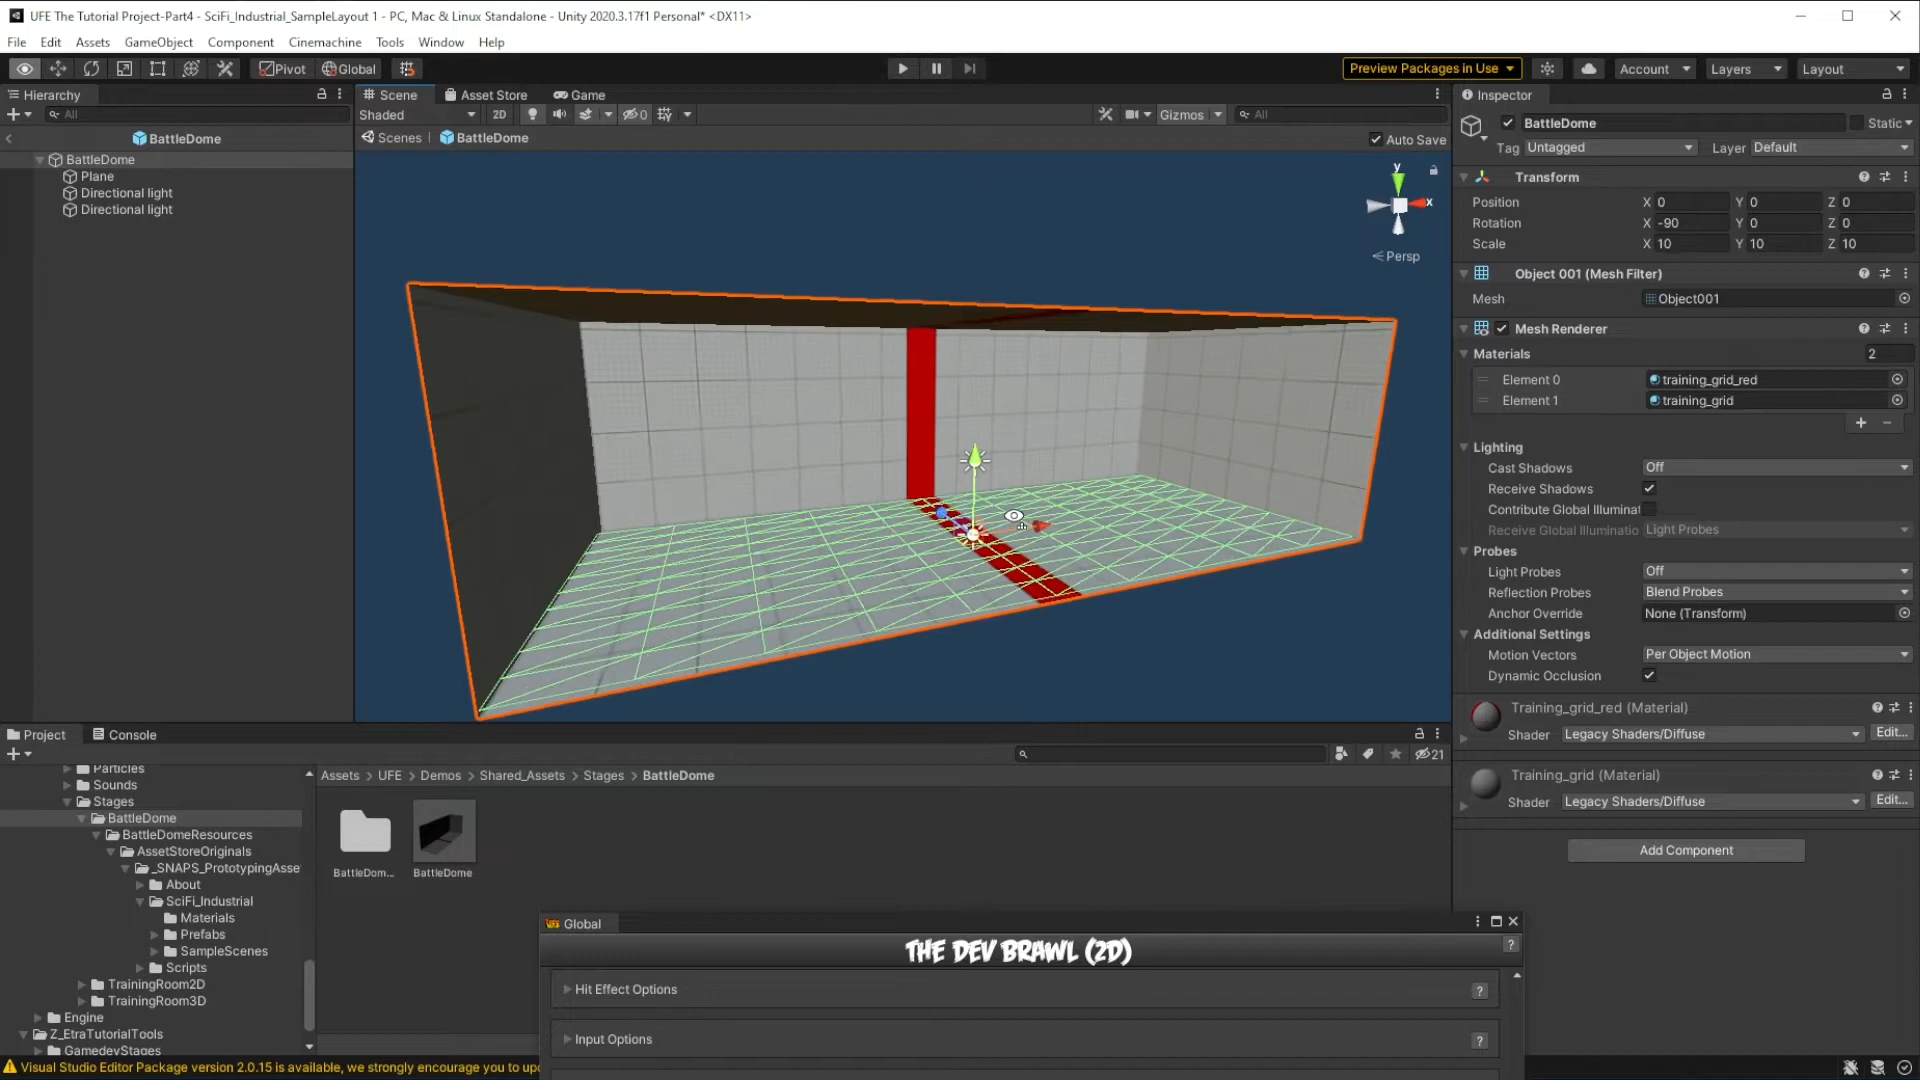 UFE The Tutorial Project-Part4 - SciFi_Industrial_SampleLayout 1 - PC, Mac & Linux Standalone - Unity 2020.3.17f1 Personal* <DX11>
File Edit Assets GameObject Component Cinemachine Tools Window Help
Pivot Global Preview Packages in Use Account Layers Layout
Hierarchy
All
BattleDome
BattleDome
Plane
Directional light
Directional light
Scene Asset Store Game
Shaded 2D 0 Gizmos All
Scenes BattleDome Auto Save
y
x
Persp
Inspector
BattleDome Static
Tag Untagged Layer Default
Transform
Position X 0 Y 0 Z 0
Rotation X -90 Y 0 Z 0
Scale X 10 Y 10 Z 10
Object 001 (Mesh Filter)
Mesh Object001
Mesh Renderer
Materials 2
Element 0 training_grid_red
Element 1 training_grid
Lighting
Cast Shadows Off
Receive Shadows
Contribute Global Illuminat
Receive Global Illuminatio Light Probes
Probes
Light Probes Off
Reflection Probes Blend Probes
Anchor Override None (Transform)
Additional Settings
Motion Vectors Per Object Motion
Dynamic Occlusion
Training_grid_red (Material)
Shader Legacy Shaders/Diffuse Edit...
Training_grid (Material)
Shader Legacy Shaders/Diffuse Edit...
Add Component
Project Console
21
Particles
Sounds
Stages
BattleDome
BattleDomeResources
AssetStoreOriginals
_SNAPS_PrototypingAsse
About
SciFi_Industrial
Materials
Prefabs
SampleScenes
Scripts
TrainingRoom2D
TrainingRoom3D
Engine
Z_EtraTutorialTools
GamedevStages
Assets > UFE > Demos > Shared_Assets > Stages > BattleDome
BattleDom... BattleDome
Global
THE DEV BRAWL (2D) ?
Hit Effect Options ?
Input Options ?
Visual Studio Editor Package version 2.0.15 is available, we strongly encourage you to up